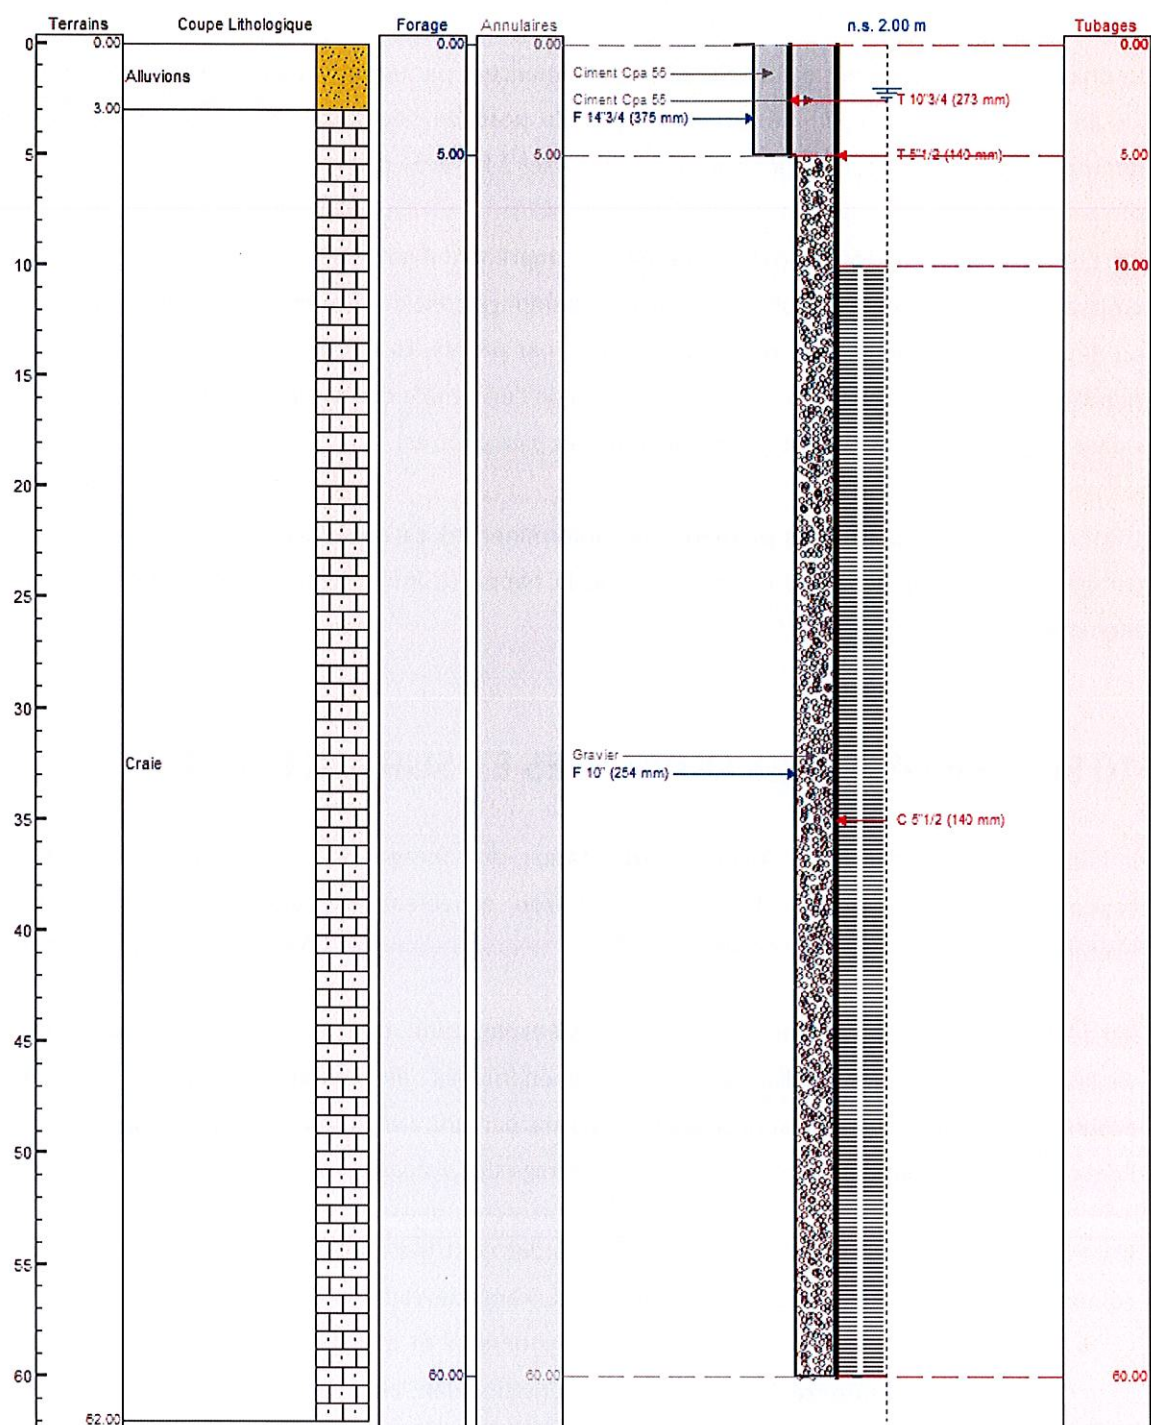 Terrains Coupe Lithologique Forage Annulaires n.s. 2.00 m Tubages
0 0.00 0.00 0.00 0.00
Ciment Cpa 55
Alluvions
Ciment Cpa 55 T 10"3/4 (273 mm)
3.00
F 14"3/4 (375 mm)
5 5.00 5.00 T 5"1/2 (140 mm) 5.00
10 10.00
15
20
25
30
Gravier
Craie
F 10" (254 mm)
35 C 5"1/2 (140 mm)
40
45
50
55
60 60.00 60.00 60.00
62.00